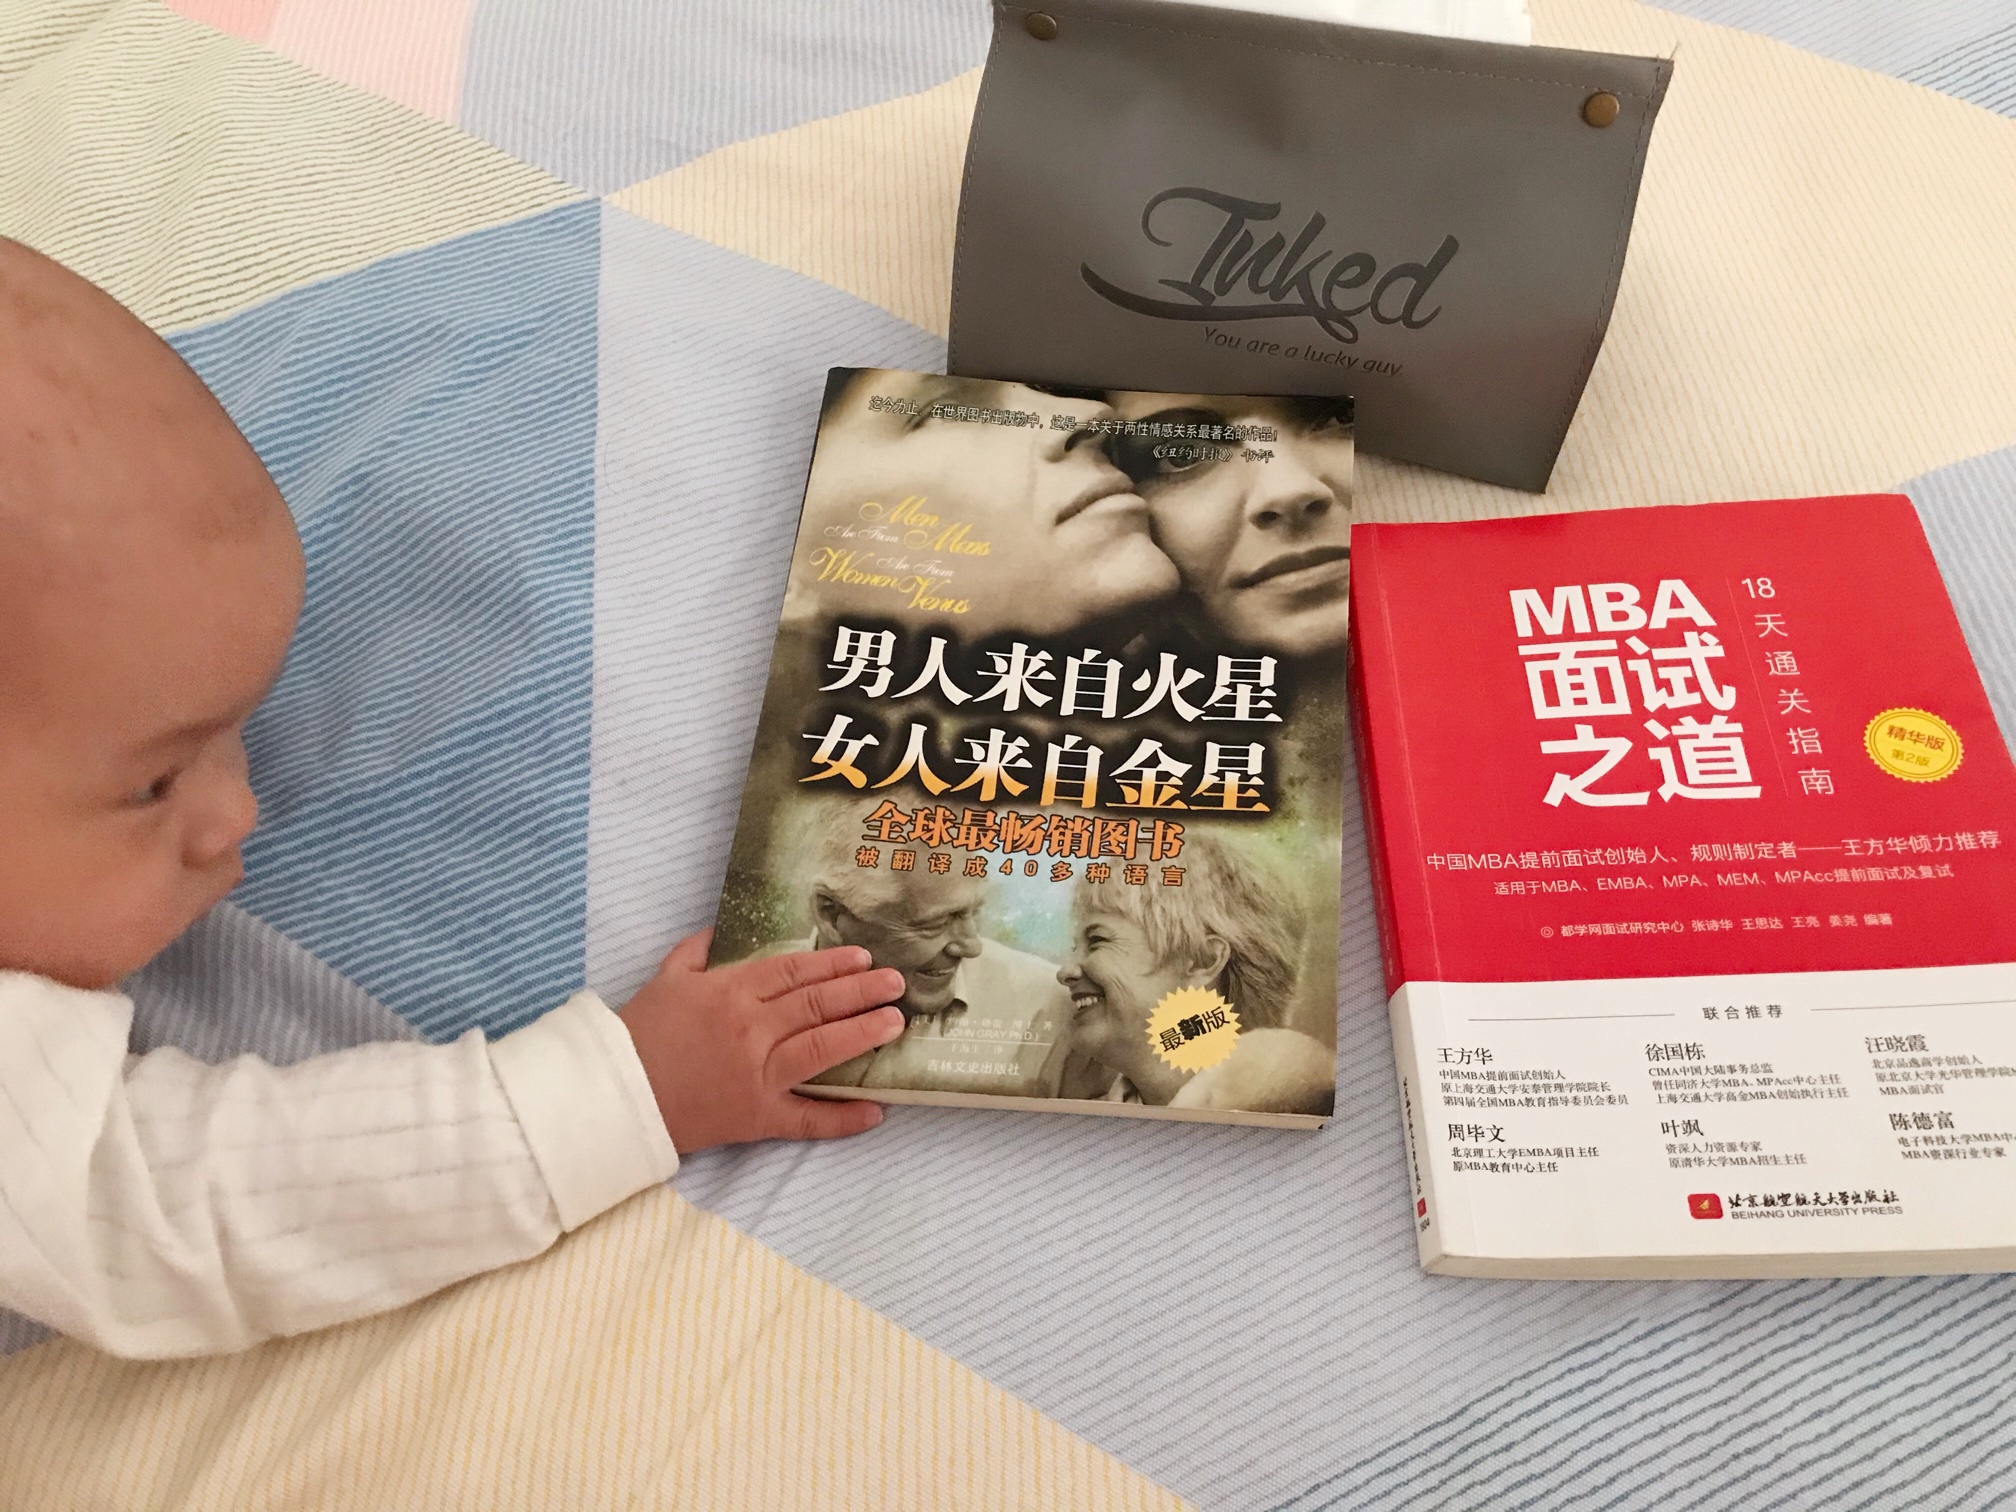 Inked
You are a lucky guy
迄今为止，在世界图书出版物中，这是一本关于两性情感关系最著名的作品！
《纽约时报》书评
Men
Are From Mars
Are From
Women Venus
男人来自火星
女人来自金星
全球最畅销图书
被翻译成40多种语言
最新版
JOHN GRAY PH.D.
吉林文史出版社
MBA
面试
之道
18天通关指南
精华版
第2版
中国MBA提前面试创始人、规则制定者——王方华倾力推荐
适用于MBA、EMBA、MPA、MEM、MPAcc提前面试及复试
◎ 都学网面试研究中心 张诗华 王思达 王亮 姜尧 编著
联合推荐
王方华
中国MBA提前面试创始人
原上海交通大学安泰管理学院院长
第四届全国MBA教育指导委员会委员
徐国栋
CIMA中国大陆事务总监
曾任同济大学MBA、MPAcc中心主任
上海交通大学高金MBA创始执行主任
汪晓霞
北京品逸商学创始人
原北京大学光华管理学院M
MBA面试官
周毕文
北京理工大学EMBA项目主任
原MBA教育中心主任
叶飒
资深人力资源专家
原清华大学MBA招生主任
陈德富
电子科技大学MBA中
MBA资深行业专家
北京航空航天大学出版社
BEIHANG UNIVERSITY PRESS